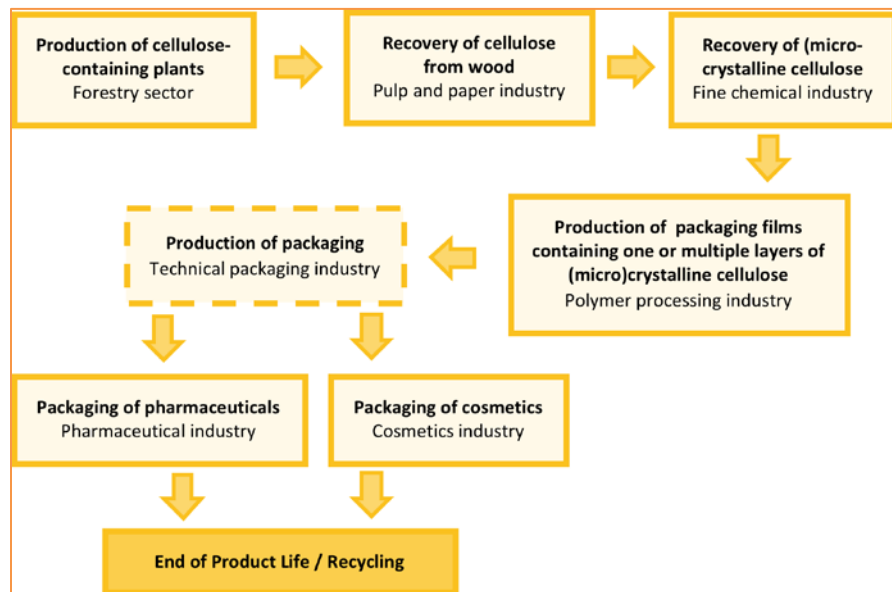 Production of cellulose-
containing plants
Forestry sector
Recovery of cellulose
from wood
Pulp and paper industry
Recovery of (micro-
crystalline cellulose
Fine chemical industry
Production of packaging films
containing one or multiple layers of
(micro)crystalline cellulose
Polymer processing industry
Production of packaging
Technical packaging industry
Packaging of pharmaceuticals
Pharmaceutical industry
Packaging of cosmetics
Cosmetics industry
End of Product Life / Recycling